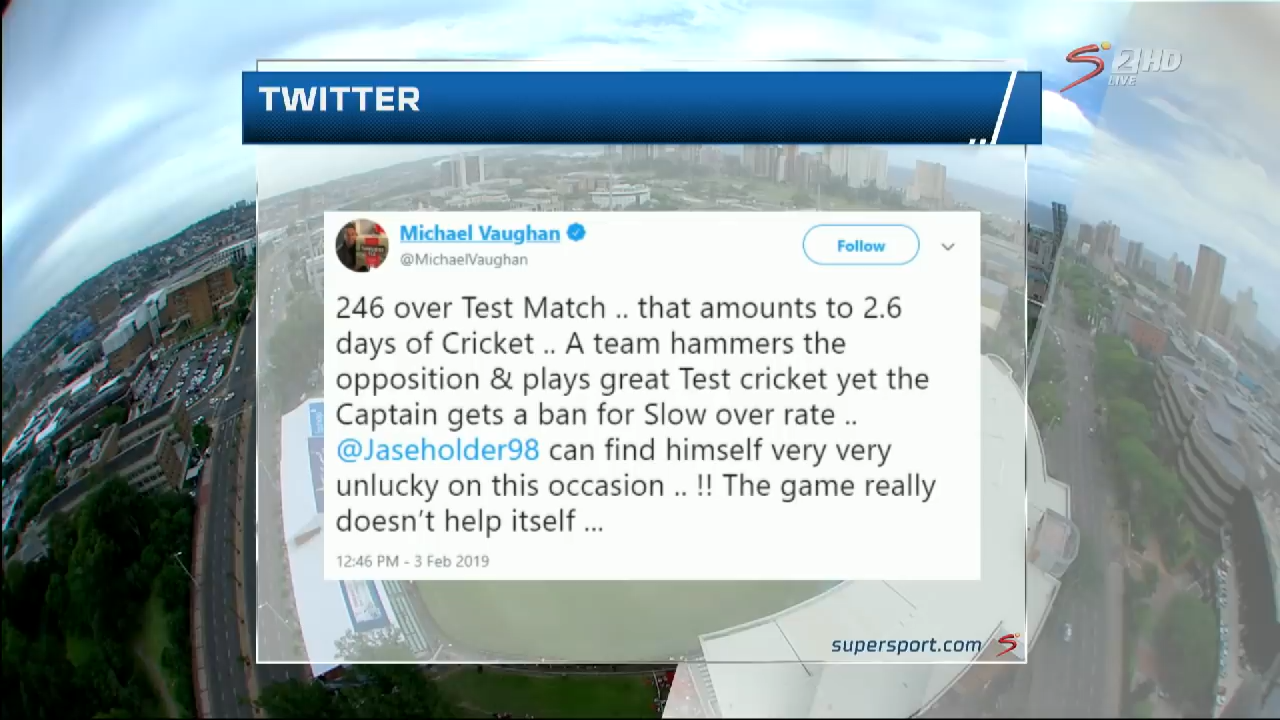 TWITTER
S 2 HD
LIVE
Michael Vaughan
@MichaelVaughan
Follow
246 over Test Match .. that amounts to 2.6
days of Cricket .. A team hammers the
opposition & plays great Test cricket yet the
Captain gets a ban for Slow over rate ..
@Jaseholder98 can find himself very very
unlucky on this occasion .. !! The game really
doesn't help itself ...
12:46 PM - 3 Feb 2019
supersport.com S